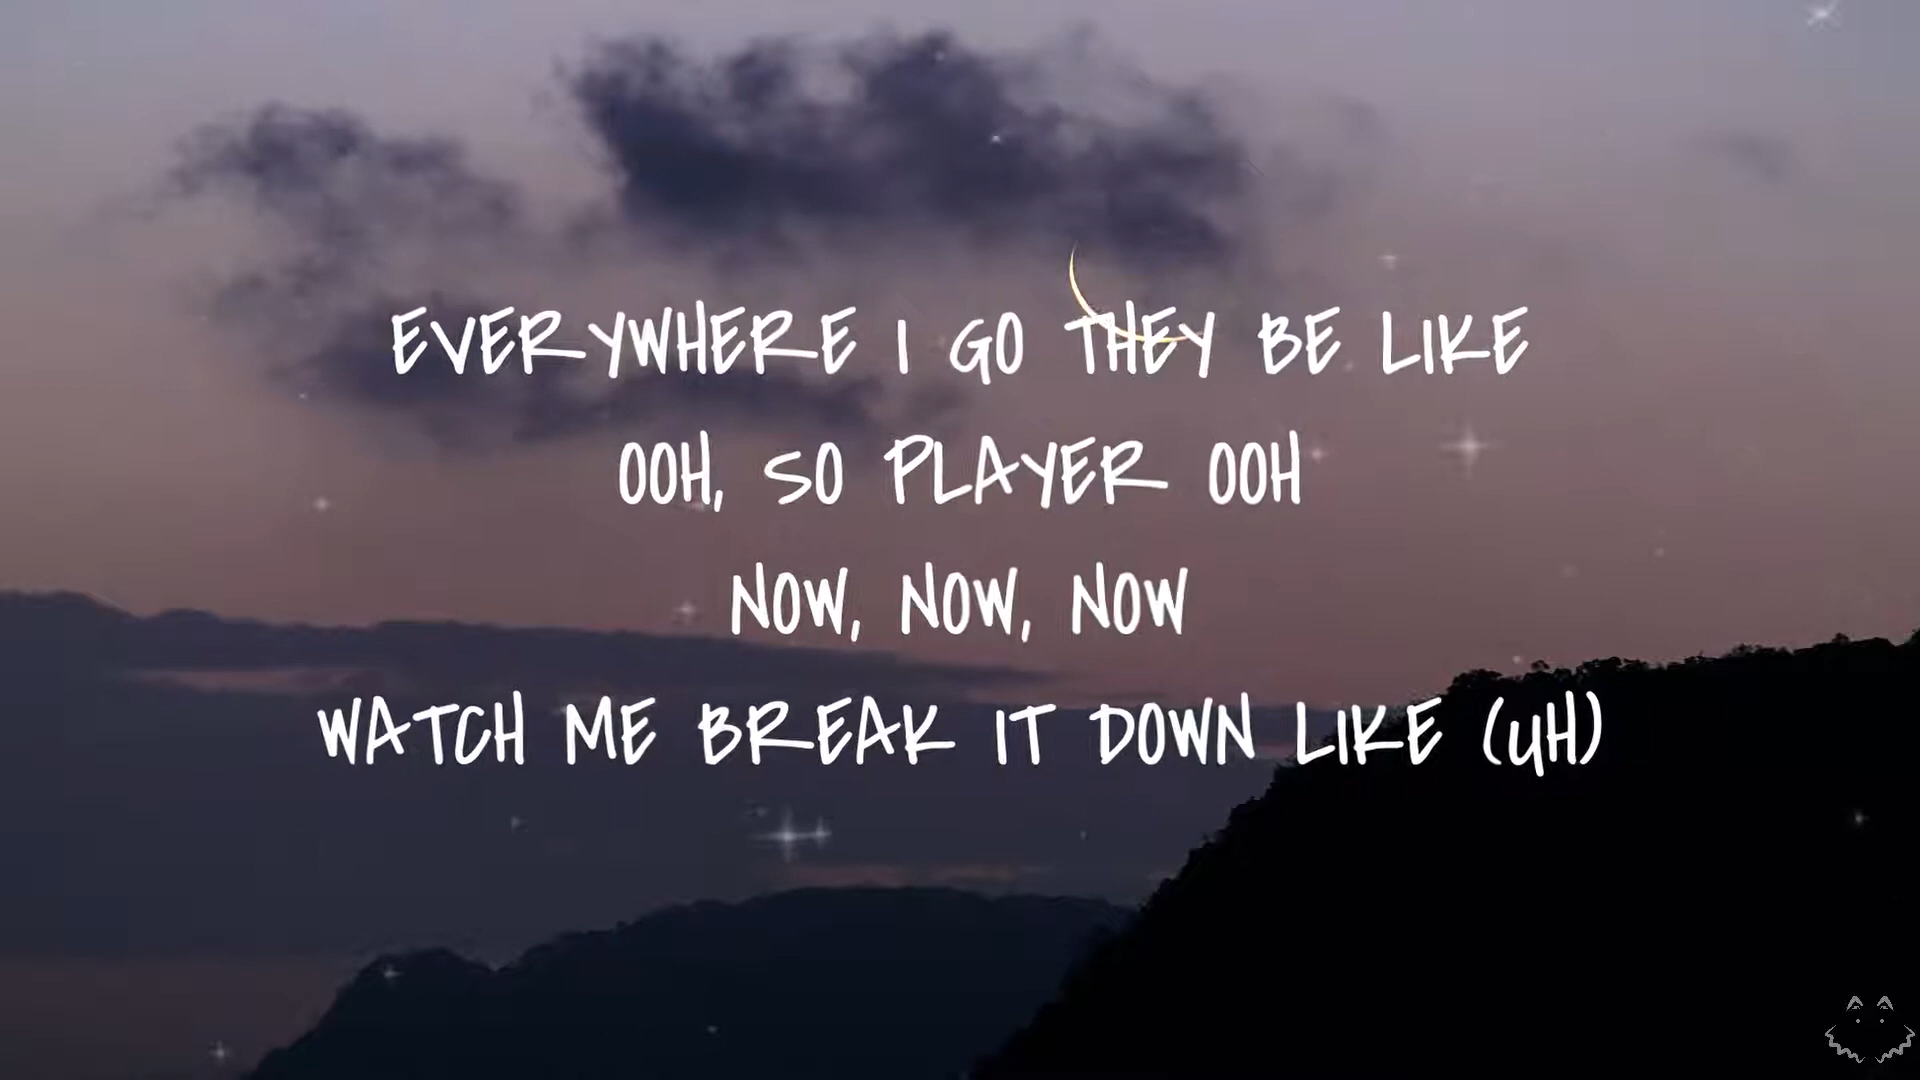 EVERYWHERE I GO THEY BE LIKE
OOH, SO PLAYER OOH
NOW, NOW, NOW
WATCH ME BREAK IT DOWN LIKE (UH)